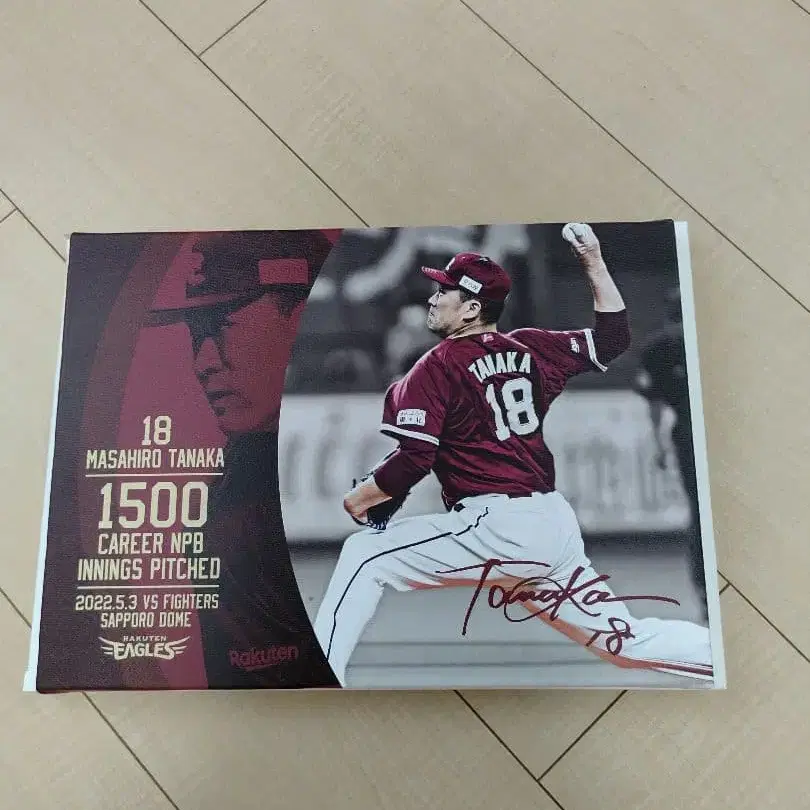 18
MASAHIRO TANAKA
1500
CAREER NPB
INNINGS PITCHED
2022.5.3 VS FIGHTERS
SAPPORO DOME
RAKUTEN
EAGLES
Rakuten
TANAKA
18
Tanaka
18